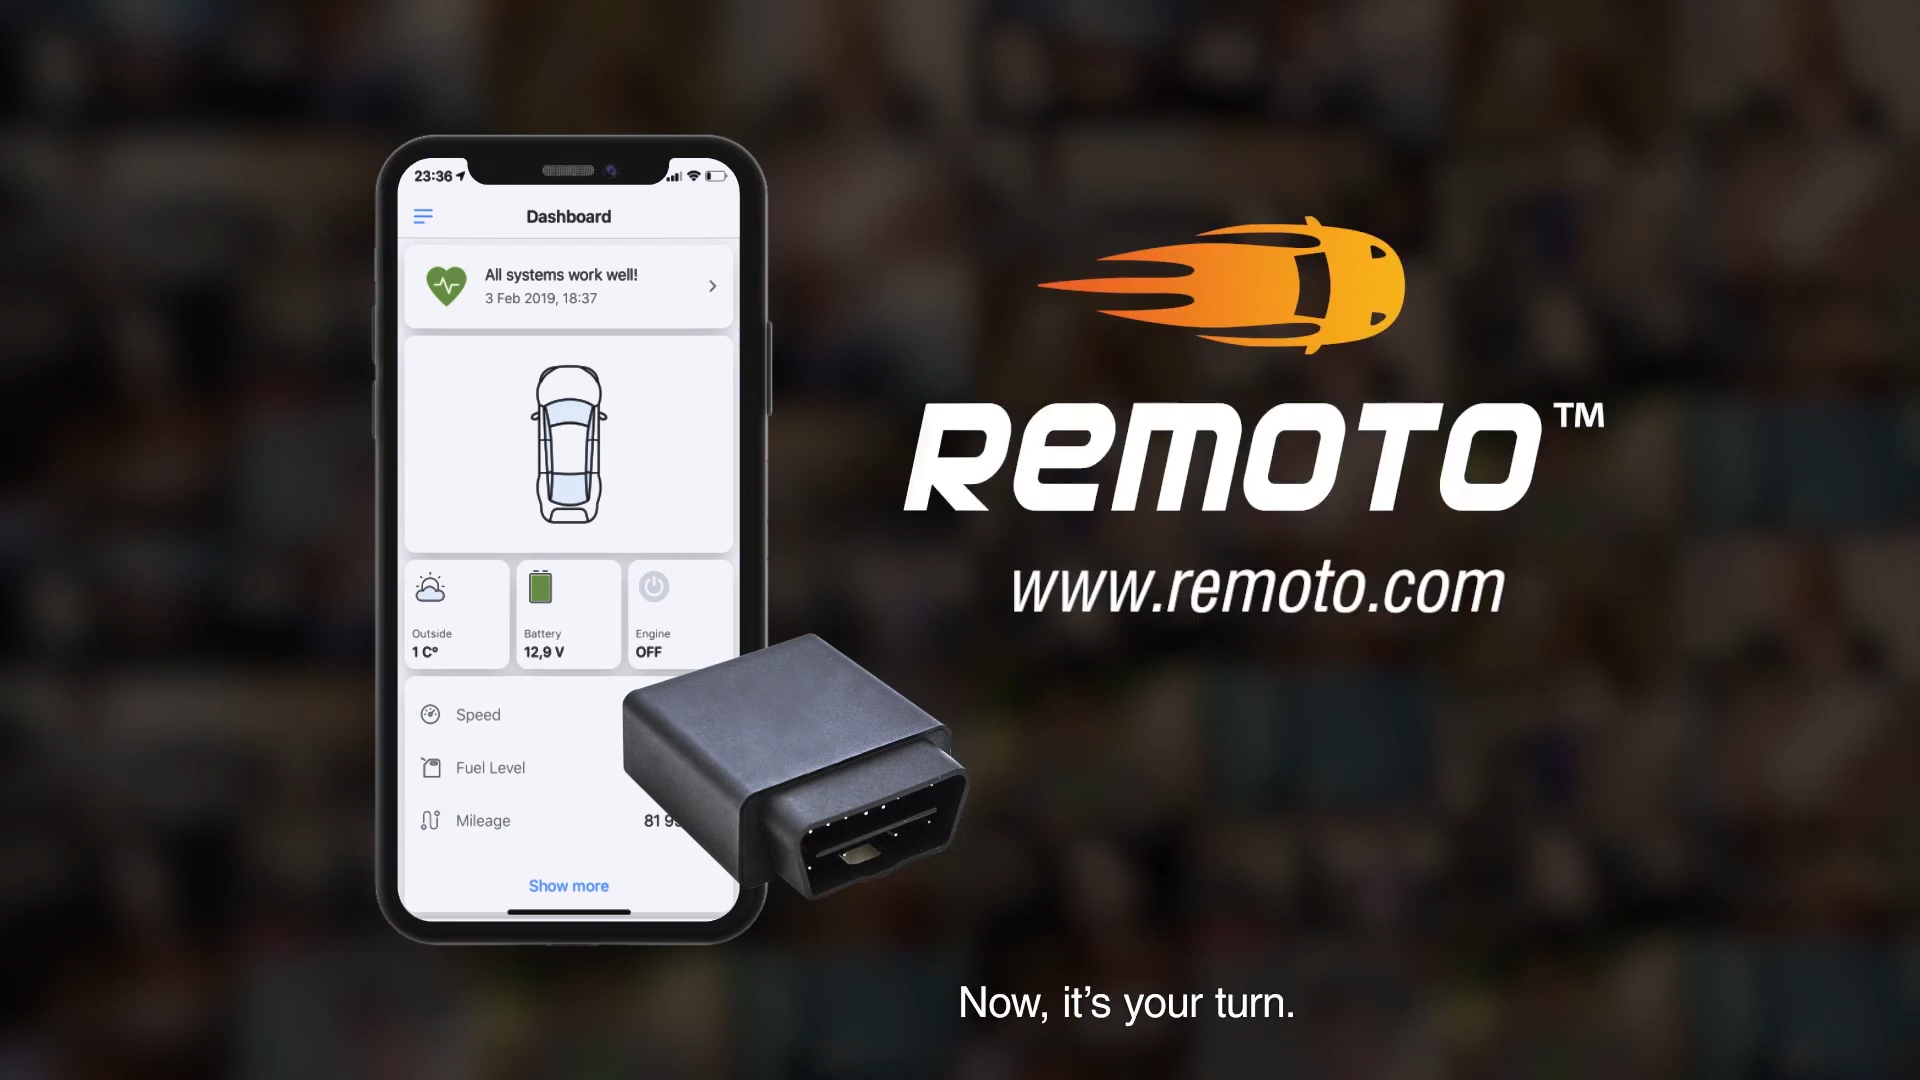 23:36
Dashboard
All systems work well!
3 Feb 2019, 18:37
Outside
1 C°
Battery
12,9 V
Engine
OFF
Speed
Fuel Level
Mileage
81
Show more
REMOTO™
www.remoto.com
Now, it's your turn.